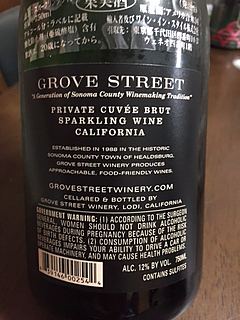 果実酒
GROVE STREET
"A Generation of Sonoma County Winemaking Tradition"
PRIVATE CUVÉE BRUT
SPARKLING WINE
CALIFORNIA
ESTABLISHED IN 1988 IN THE HISTORIC
SONOMA COUNTY TOWN OF HEALDSBURG,
GROVE STREET WINERY PRODUCES
APPROACHABLE, FOOD-FRIENDLY WINES.
GROVESTREETWINERY.COM
CELLARED & BOTTLED BY
GROVE STREET WINERY, LODI, CALIFORNIA
GOVERNMENT WARNING: (1) ACCORDING TO THE SURGEON
GENERAL, WOMEN SHOULD NOT DRINK ALCOHOLIC
BEVERAGES DURING PREGNANCY BECAUSE OF THE RISK
OF BIRTH DEFECTS. (2) CONSUMPTION OF ALCOHOLIC
BEVERAGES IMPAIRS YOUR ABILITY TO DRIVE A CAR OR
OPERATE MACHINERY, AND MAY CAUSE HEALTH PROBLEMS.
ALC. 12% BY VOL. 750ML
CONTAINS SULFITES